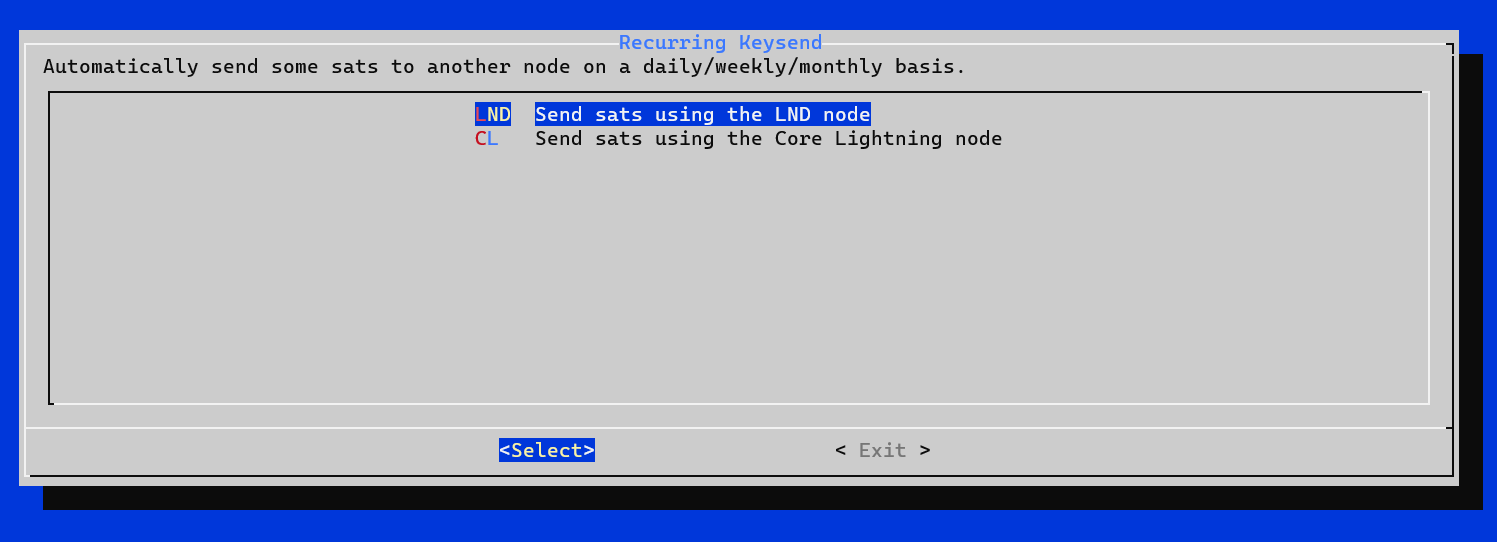 Recurring Keysend
Automatically send some sats to another node on a daily/weekly/monthly basis.
LND  Send sats using the LND node
CL   Send sats using the Core Lightning node
<Select>                    < Exit >